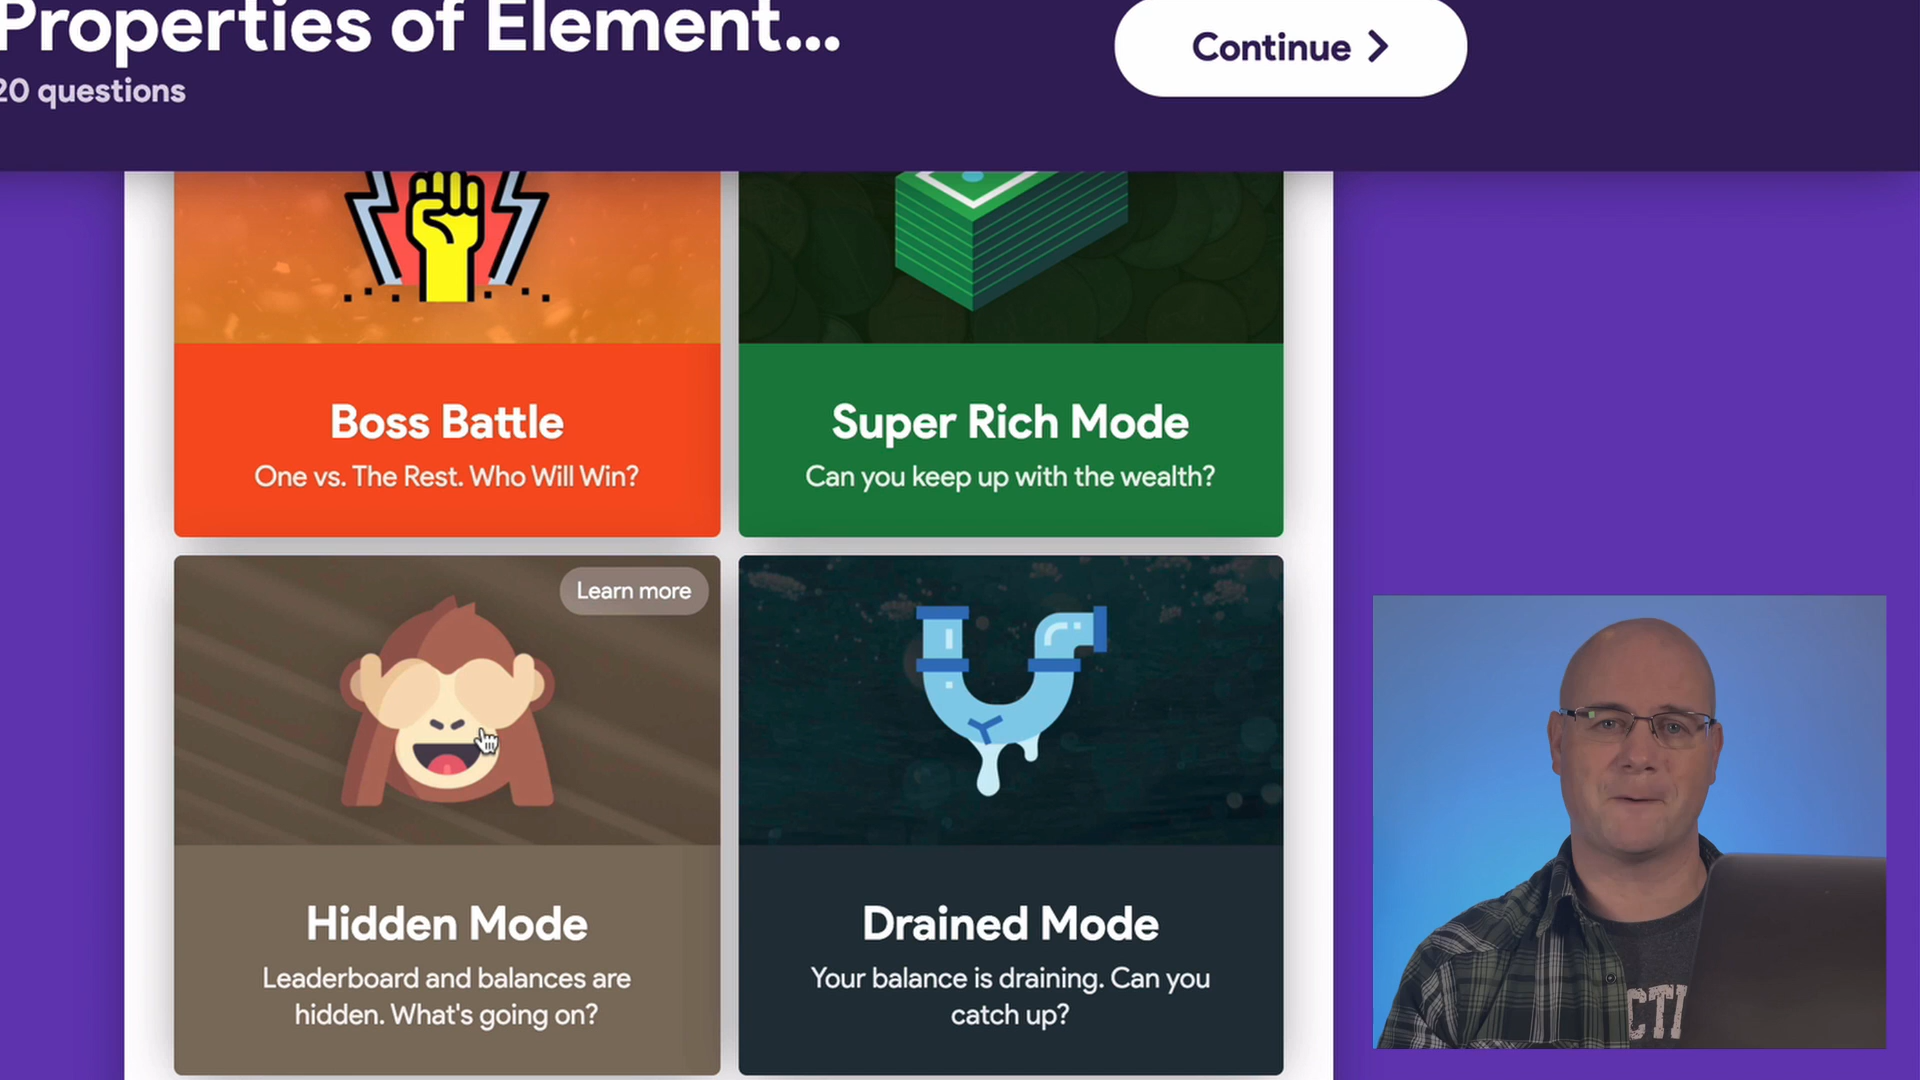 Properties of Element...
20 questions
Continue
Boss Battle
One vs. The Rest. Who Will Win?
Super Rich Mode
Can you keep up with the wealth?
Learn more
Hidden Mode
Leaderboard and balances are
hidden. What's going on?
Drained Mode
Your balance is draining. Can you
catch up?
CTI